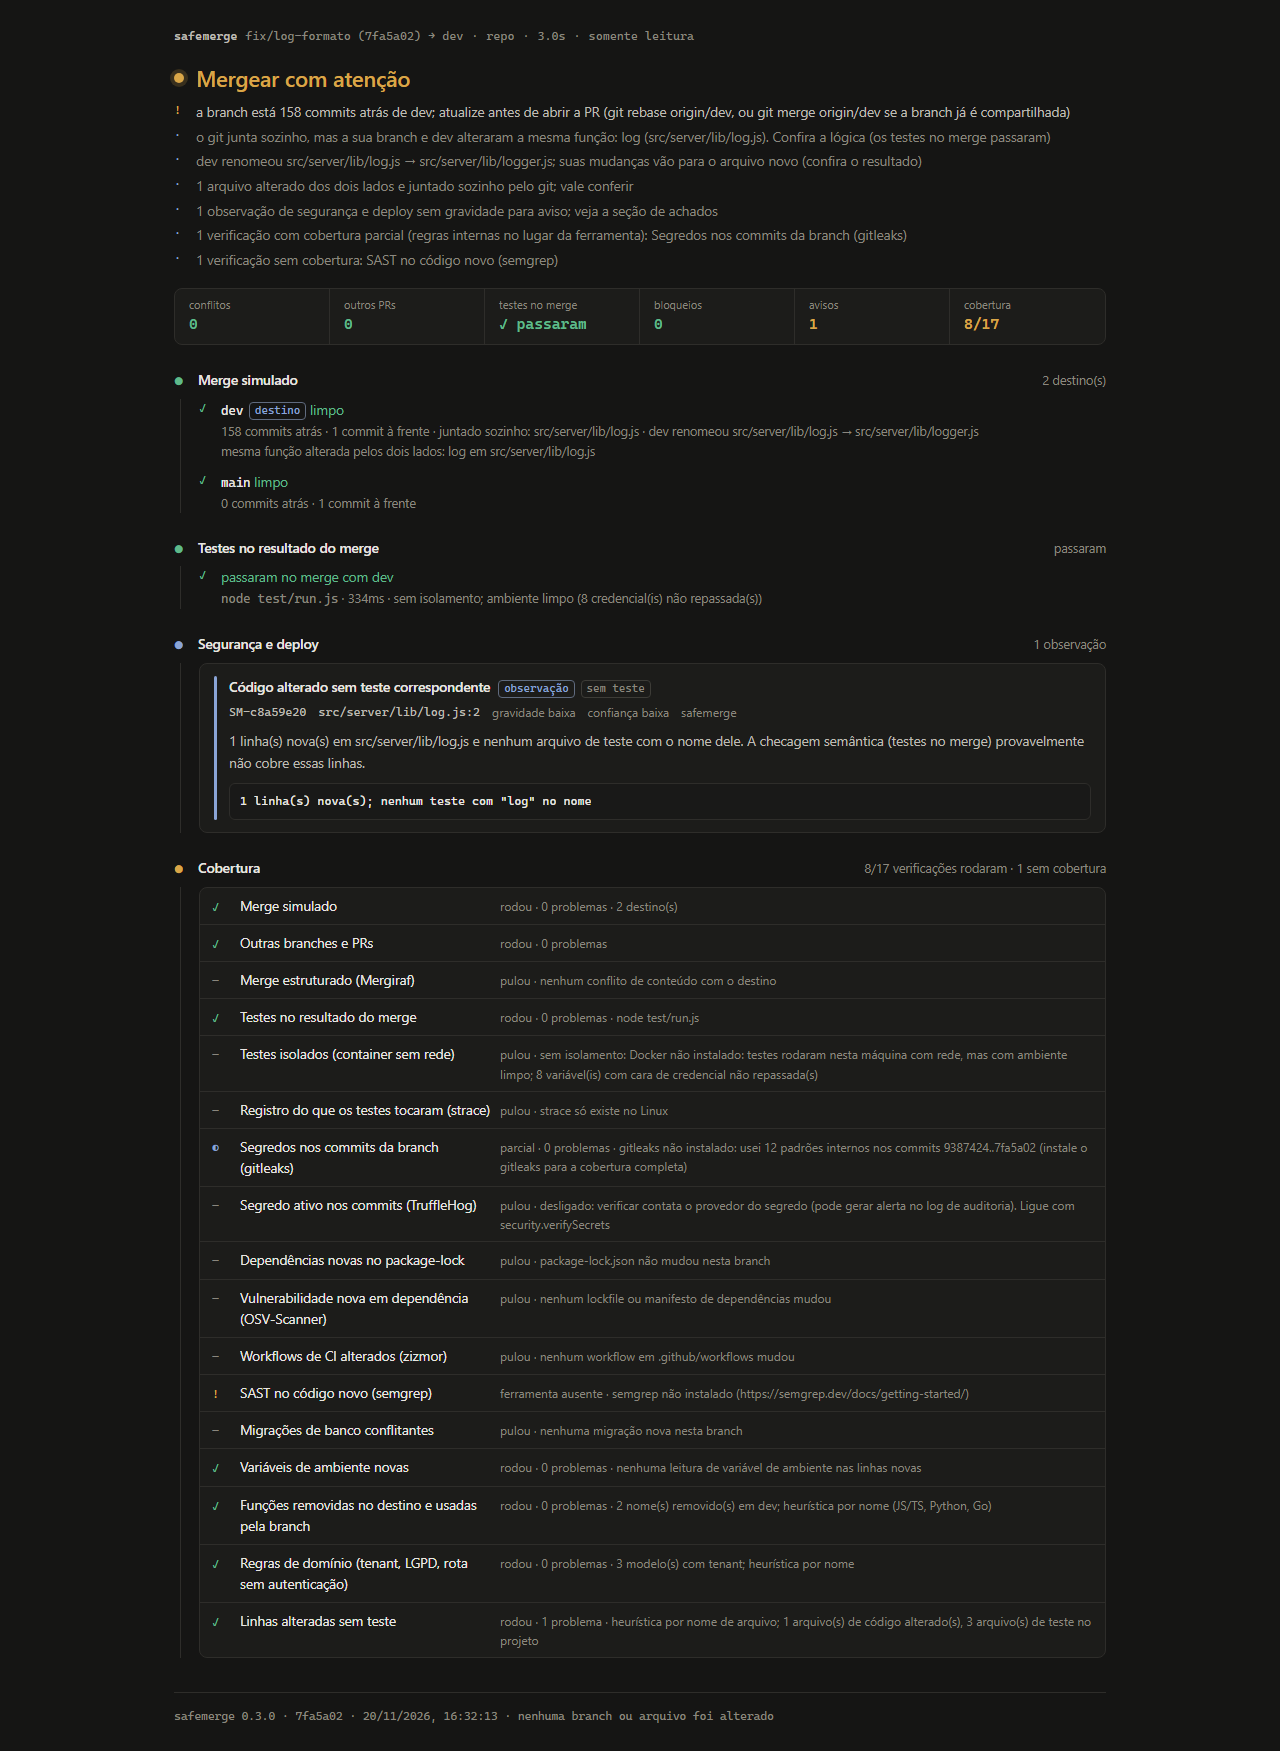 safemerge fix/log-formato (7fa5a02) → dev · repo · 3.0s · somente leitura
Mergear com atenção
! a branch está 158 commits atrás de dev; atualize antes de abrir a PR (git rebase origin/dev, ou git merge origin/dev se a branch já é compartilhada)
· o git junta sozinho, mas a sua branch e dev alteraram a mesma função: log (src/server/lib/log.js). Confira a lógica (os testes no merge passaram)
· dev renomeou src/server/lib/log.js → src/server/lib/logger.js; suas mudanças vão para o arquivo novo (confira o resultado)
· 1 arquivo alterado dos dois lados e juntado sozinho pelo git; vale conferir
· 1 observação de segurança e deploy sem gravidade para aviso; veja a seção de achados
· 1 verificação com cobertura parcial (regras internas no lugar da ferramenta): Segredos nos commits da branch (gitleaks)
· 1 verificação sem cobertura: SAST no código novo (semgrep)
conflitos outros PRs testes no merge bloqueios avisos cobertura
0 0 ✓ passaram 0 1 8/17
Merge simulado 2 destino(s)
✓ dev destino limpo
158 commits atrás · 1 commit à frente · juntado sozinho: src/server/lib/log.js · dev renomeou src/server/lib/log.js → src/server/lib/logger.js
mesma função alterada pelos dois lados: log em src/server/lib/log.js
✓ main limpo
0 commits atrás · 1 commit à frente
Testes no resultado do merge passaram
✓ passaram no merge com dev
node test/run.js · 334ms · sem isolamento; ambiente limpo (8 credencial(is) não repassada(s))
Segurança e deploy 1 observação
Código alterado sem teste correspondente observação sem teste
SM-c8a59e20 src/server/lib/log.js:2 gravidade baixa confiança baixa safemerge
1 linha(s) nova(s) em src/server/lib/log.js e nenhum arquivo de teste com o nome dele. A checagem semântica (testes no merge) provavelmente
não cobre essas linhas.
1 linha(s) nova(s); nenhum teste com "log" no nome
Cobertura 8/17 verificações rodaram · 1 sem cobertura
✓ Merge simulado rodou · 0 problemas · 2 destino(s)
✓ Outras branches e PRs rodou · 0 problemas
– Merge estruturado (Mergiraf) pulou · nenhum conflito de conteúdo com o destino
✓ Testes no resultado do merge rodou · 0 problemas · node test/run.js
– Testes isolados (container sem rede) pulou · sem isolamento: Docker não instalado: testes rodaram nesta máquina com rede, mas com ambiente
limpo; 8 variável(is) com cara de credencial não repassada(s)
– Registro do que os testes tocaram (strace) pulou · strace só existe no Linux
◐ Segredos nos commits da branch parcial · 0 problemas · gitleaks não instalado: usei 12 padrões internos nos commits 9387424..7fa5a02 (instale o
(gitleaks) gitleaks para a cobertura completa)
– Segredo ativo nos commits (TruffleHog) pulou · desligado: verificar contata o provedor do segredo (pode gerar alerta no log de auditoria). Ligue com
security.verifySecrets
– Dependências novas no package-lock pulou · package-lock.json não mudou nesta branch
– Vulnerabilidade nova em dependência pulou · nenhum lockfile ou manifesto de dependências mudou
(OSV-Scanner)
– Workflows de CI alterados (zizmor) pulou · nenhum workflow em .github/workflows mudou
! SAST no código novo (semgrep) ferramenta ausente · semgrep não instalado (https://semgrep.dev/docs/getting-started/)
– Migrações de banco conflitantes pulou · nenhuma migração nova nesta branch
✓ Variáveis de ambiente novas rodou · 0 problemas · nenhuma leitura de variável de ambiente nas linhas novas
✓ Funções removidas no destino e usadas rodou · 0 problemas · 2 nome(s) removido(s) em dev; heurística por nome (JS/TS, Python, Go)
pela branch
✓ Regras de domínio (tenant, LGPD, rota rodou · 0 problemas · 3 modelo(s) com tenant; heurística por nome
sem autenticação)
✓ Linhas alteradas sem teste rodou · 1 problema · heurística por nome de arquivo; 1 arquivo(s) de código alterado(s), 3 arquivo(s) de teste no
projeto
safemerge 0.3.0 · 7fa5a02 · 20/11/2026, 16:32:13 · nenhuma branch ou arquivo foi alterado